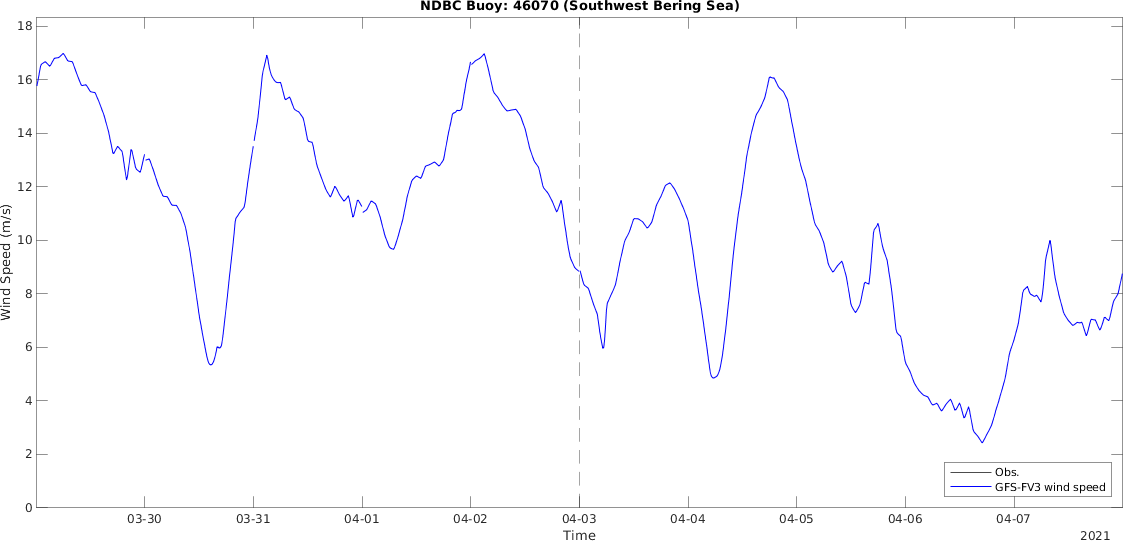 NDBC Buoy: 46070 (Southwest Bering Sea)
18
16
14
12
10
8
6
4
2
0
Wind Speed (m/s)
Obs.
GFS-FV3 wind speed
03-30 03-31 04-01 04-02 04-03 04-04 04-05 04-06 04-07
Time
2021